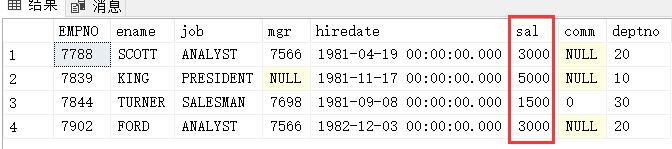 结果 消息
EMPNO ename job mgr hiredate sal comm deptno
1 7788 SCOTT ANALYST 7566 1981-04-19 00:00:00.000 3000 NULL 20
2 7839 KING PRESIDENT NULL 1981-11-17 00:00:00.000 5000 NULL 10
3 7844 TURNER SALESMAN 7698 1981-09-08 00:00:00.000 1500 0 30
4 7902 FORD ANALYST 7566 1982-12-03 00:00:00.000 3000 NULL 20